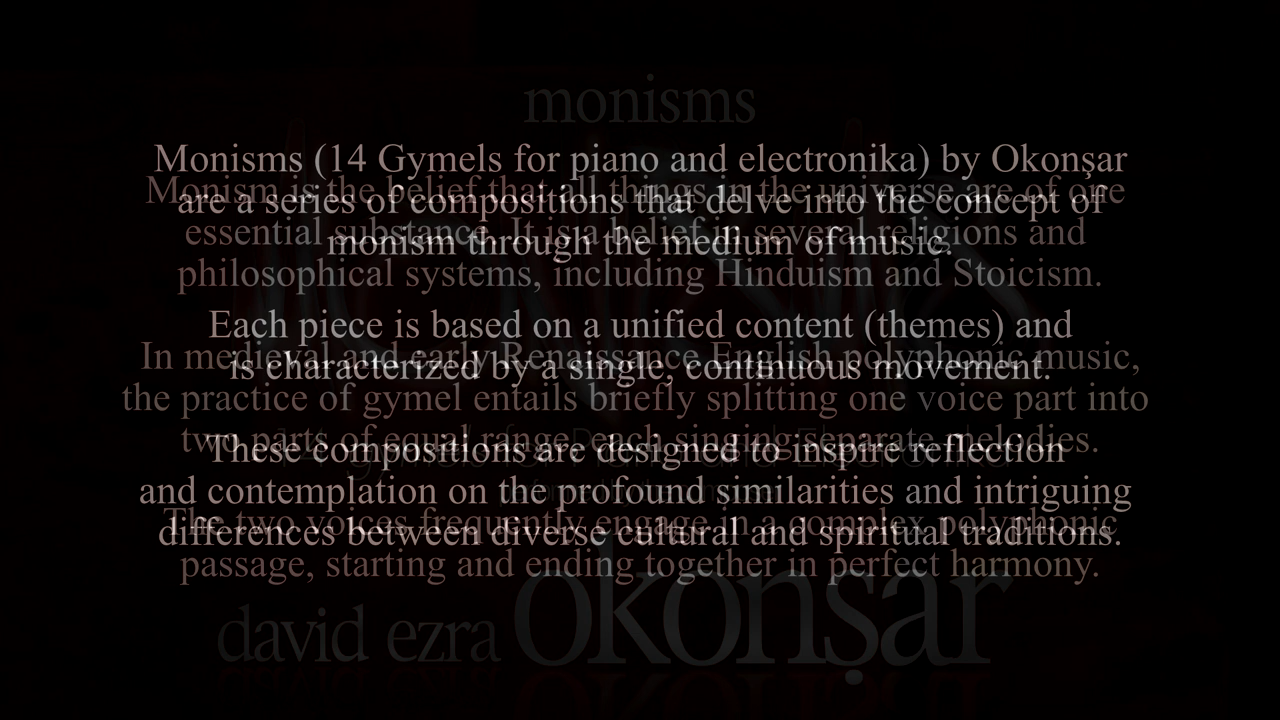 monisms
Monisms (14 Gymels for piano and electronika) by Okonşar
are a series of compositions that delve into the concept of
monism through the medium of music.
Each piece is based on a unified content (themes) and
is characterized by a single, continuous movement.
These compositions are designed to inspire reflection
and contemplation on the profound similarities and intriguing
differences between diverse cultural and spiritual traditions.
Monism is the belief that all things in the universe are of one
essential substance. It is a belief in several religions and
philosophical systems, including Hinduism and Stoicism.
In medieval and early Renaissance English polyphonic music,
the practice of gymel entails briefly splitting one voice part into
two parts of equal range, each singing separate melodies.
The two voices frequently engage in a complex polyphonic
passage, starting and ending together in perfect harmony.
david ezra okonşar